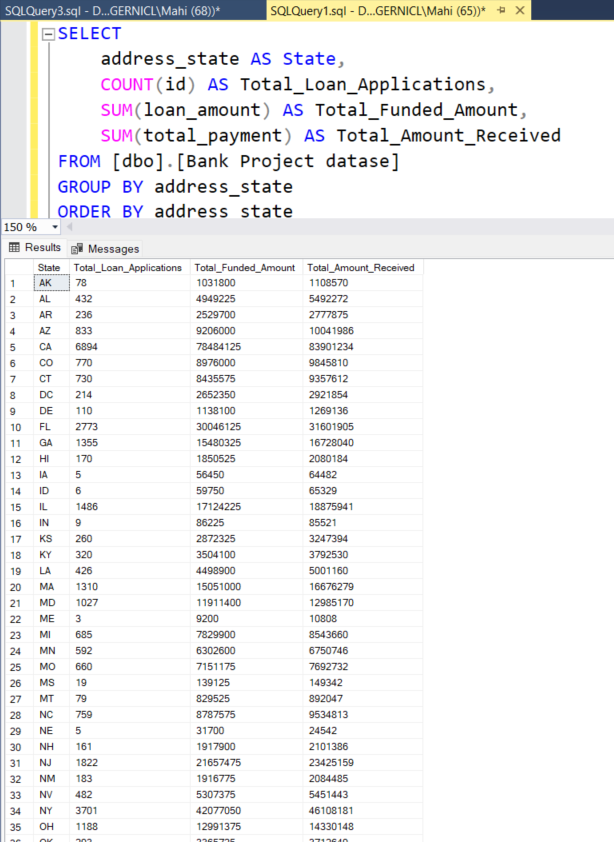 SQLQuery3.sql - D...GERNICL\Mahi (68))* SQLQuery1.sql - D...GERNICL\Mahi (65))*
SELECT
address_state AS State,
COUNT(id) AS Total_Loan_Applications,
SUM(loan_amount) AS Total_Funded_Amount,
SUM(total_payment) AS Total_Amount_Received
FROM [dbo].[Bank Project datase]
GROUP BY address_state
ORDER BY address_state
150 %
Results Messages
State Total_Loan_Applications Total_Funded_Amount Total_Amount_Received
1 AK 78 1031800 1108570
2 AL 432 4949225 5492272
3 AR 236 2529700 2777875
4 AZ 833 9206000 10041986
5 CA 6894 78484125 83901234
6 CO 770 8976000 9845810
7 CT 730 8435575 9357612
8 DC 214 2652350 2921854
9 DE 110 1138100 1269136
10 FL 2773 30046125 31601905
11 GA 1355 15480325 16728040
12 HI 170 1850525 2080184
13 IA 5 56450 64482
14 ID 6 59750 65329
15 IL 1486 17124225 18875941
16 IN 9 86225 85521
17 KS 260 2872325 3247394
18 KY 320 3504100 3792530
19 LA 426 4498900 5001160
20 MA 1310 15051000 16676279
21 MD 1027 11911400 12985170
22 ME 3 9200 10808
23 MI 685 7829900 8543660
24 MN 592 6302600 6750746
25 MO 660 7151175 7692732
26 MS 19 139125 149342
27 MT 79 829525 892047
28 NC 759 8787575 9534813
29 NE 5 31700 24542
30 NH 161 1917900 2101386
31 NJ 1822 21657475 23425159
32 NM 183 1916775 2084485
33 NV 482 5307375 5451443
34 NY 3701 42077050 46108181
35 OH 1188 12991375 14330148